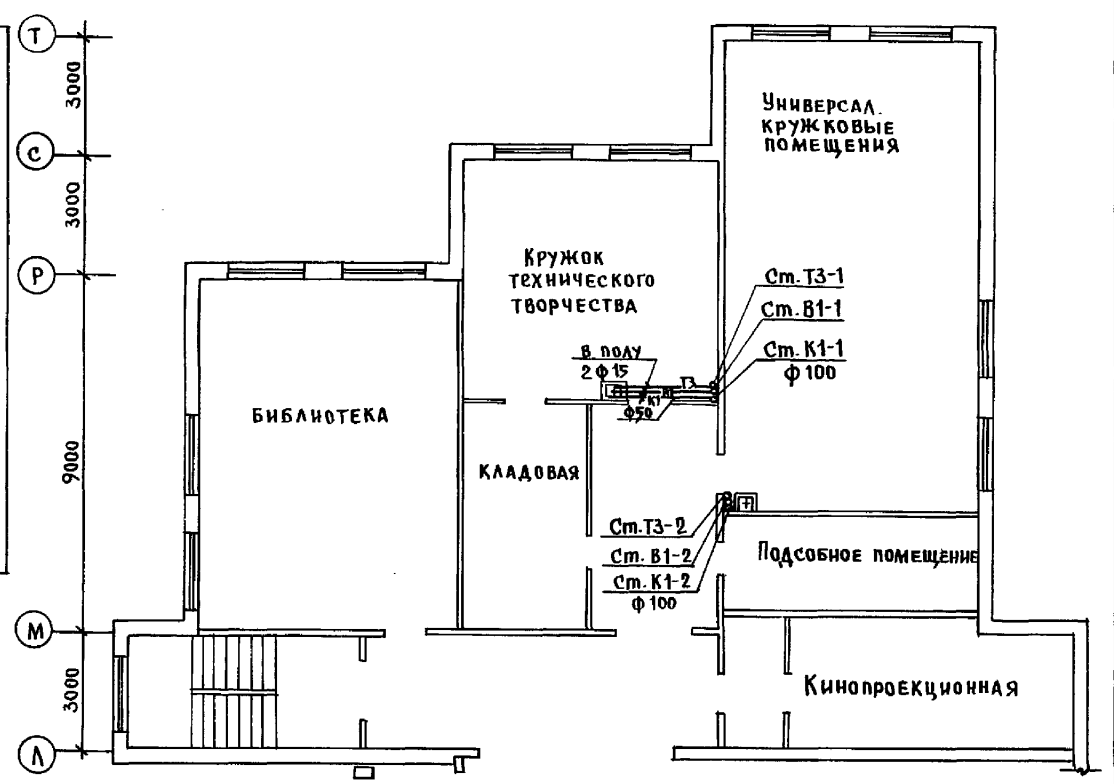 Т
3000
С
3000
Р
9000
М
3000
Л
Универсал.
кружковые
помещения
Кружок
технического
творчества
Ст. Т3-1
Ст. В1-1
Ст. К1-1
ф 100
В полу
2 ф 15
Т3
В1
К1
ф50
Библиотека
кладовая
Ст. Т3-2
Ст. В1-2
Ст. К1-2
ф 100
Подсобное помещение
Кинопроекционная